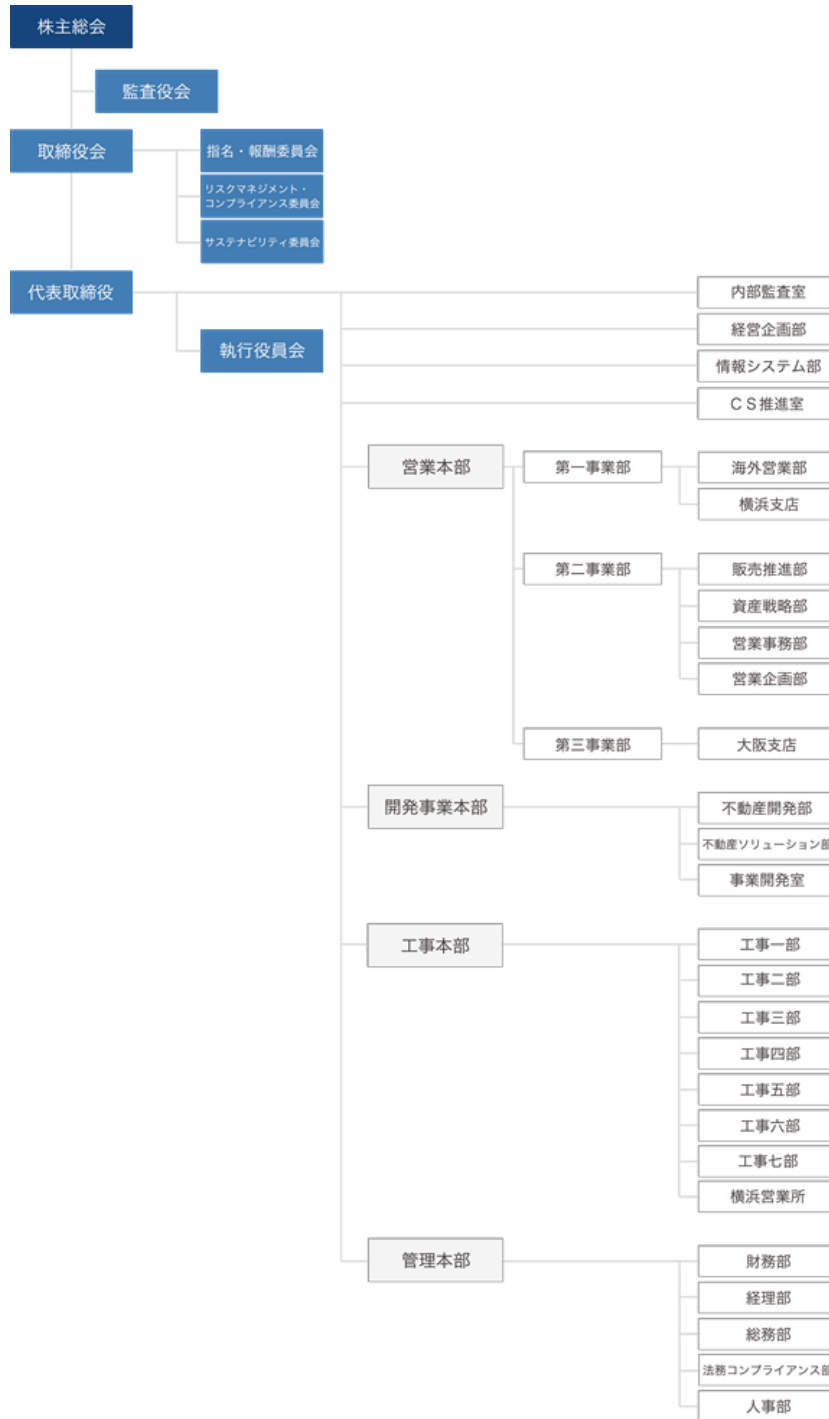 株主総会
監査役会
取締役会
指名・報酬委員会
リスクマネジメント・
コンプライアンス委員会
サステナビリティ委員会
代表取締役
執行役員会
内部監査室
経営企画部
情報システム部
ＣＳ推進室
営業本部
第一事業部
海外営業部
横浜支店
第二事業部
販売推進部
資産戦略部
営業事務部
営業企画部
第三事業部
大阪支店
開発事業本部
不動産開発部
不動産ソリューション部
事業開発室
工事本部
工事一部
工事二部
工事三部
工事四部
工事五部
工事六部
工事七部
横浜営業所
管理本部
財務部
経理部
総務部
法務コンプライアンス部
人事部